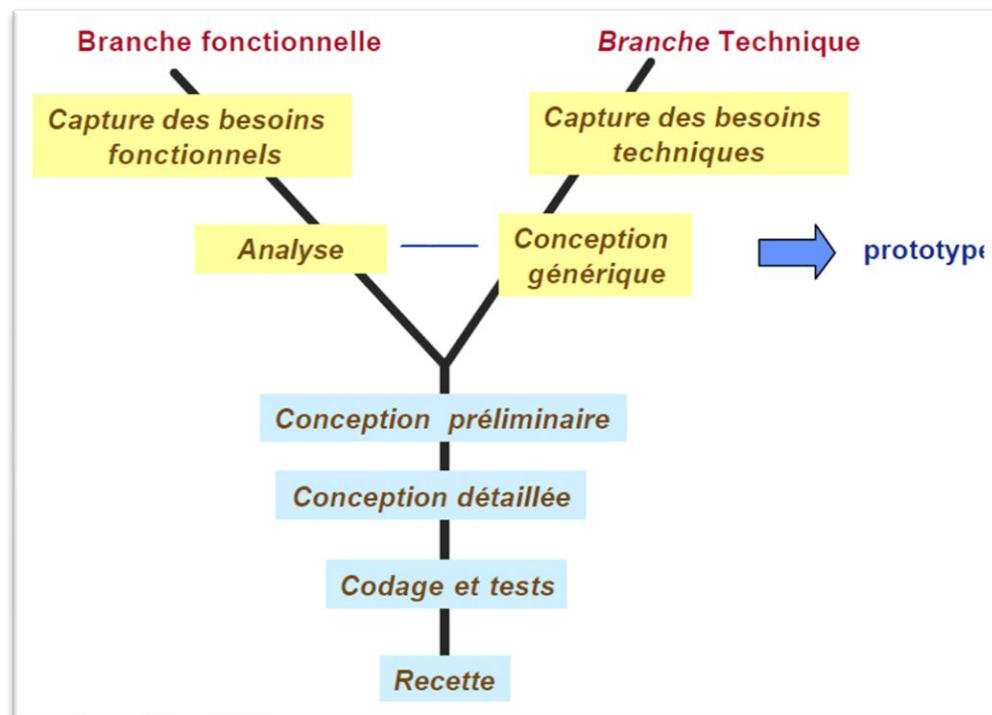 Branche fonctionnelle
Branche Technique
Capture des besoins
fonctionnels
Capture des besoins
techniques
Analyse
Conception
générique
prototype
Conception préliminaire
Conception détaillée
Codage et tests
Recette